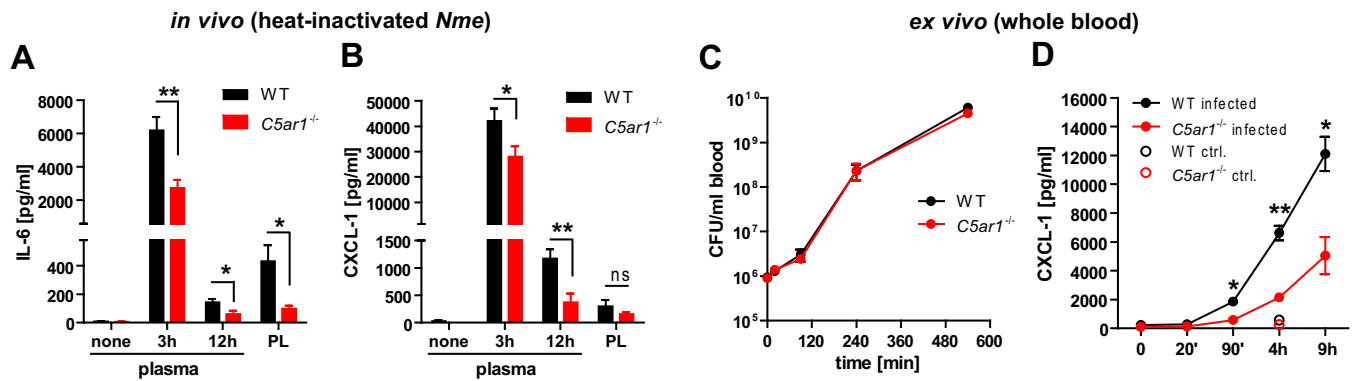 in vivo (heat-inactivated Nme)
ex vivo (whole blood)
A
IL-6 [pg/ml]
8000
6000
4000
2000
400
200
0
**
*
*
WT
C5ar1-/-
none
3h
12h
PL
plasma
B
CXCL-1 [pg/ml]
50000
40000
30000
20000
1500
1000
500
0
*
**
ns
WT
C5ar1-/-
none
3h
12h
PL
plasma
C
CFU/ml blood
10^10
10^9
10^8
10^7
10^6
10^5
WT
C5ar1-/-
0
120
240
360
480
600
time [min]
D
CXCL-1 [pg/ml]
16000
14000
12000
10000
8000
6000
4000
2000
0
WT infected
C5ar1-/- infected
WT ctrl.
C5ar1-/- ctrl.
*
**
*
0
20'
90'
4h
9h